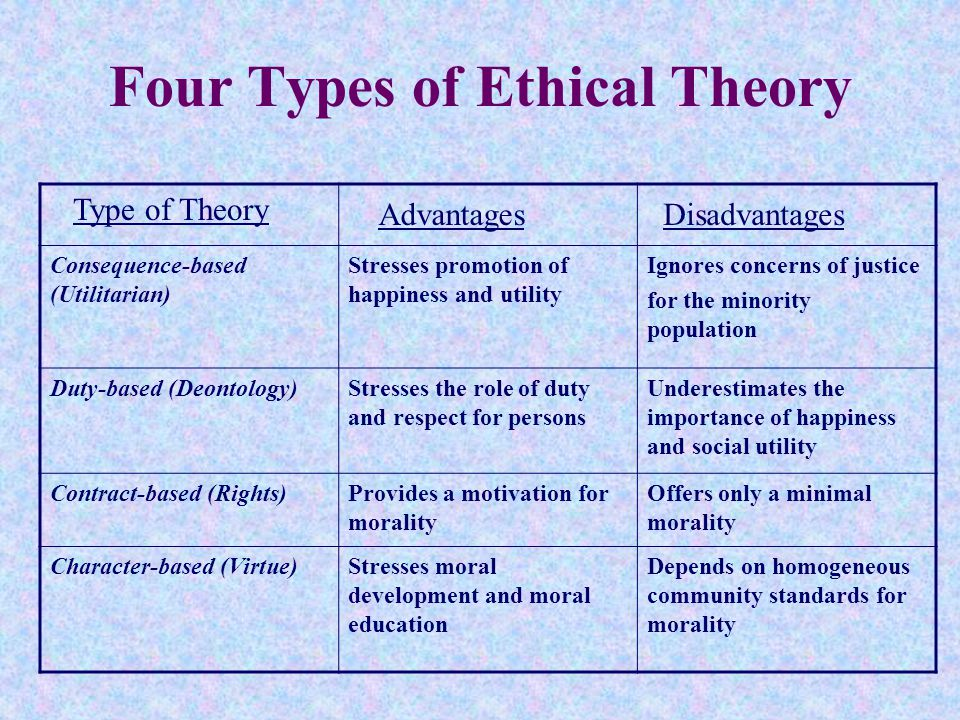 Four Types of Ethical Theory
Type of Theory
Advantages
Disadvantages
Consequence-based
(Utilitarian)
Stresses promotion of
happiness and utility
Ignores concerns of justice
for the minority
population
Duty-based (Deontology)
Stresses the role of duty
and respect for persons
Underestimates the
importance of happiness
and social utility
Contract-based (Rights)
Provides a motivation for
morality
Offers only a minimal
morality
Character-based (Virtue)
Stresses moral
development and moral
education
Depends on homogeneous
community standards for
morality